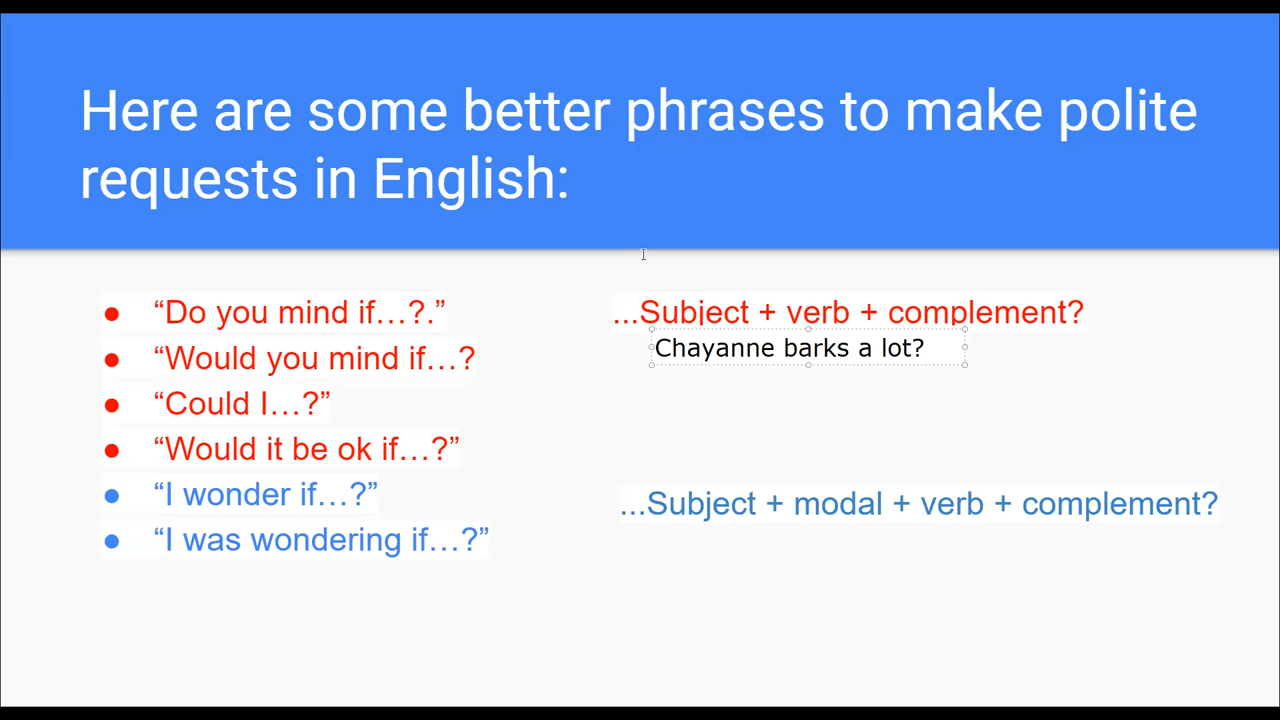 Here are some better phrases to make polite
requests in English:
● “Do you mind if…?.”
● “Would you mind if…?
● “Could I…?”
● “Would it be ok if…?”
● “I wonder if…?”
● “I was wondering if…?”
...Subject + verb + complement?
Chayanne barks a lot?
...Subject + modal + verb + complement?